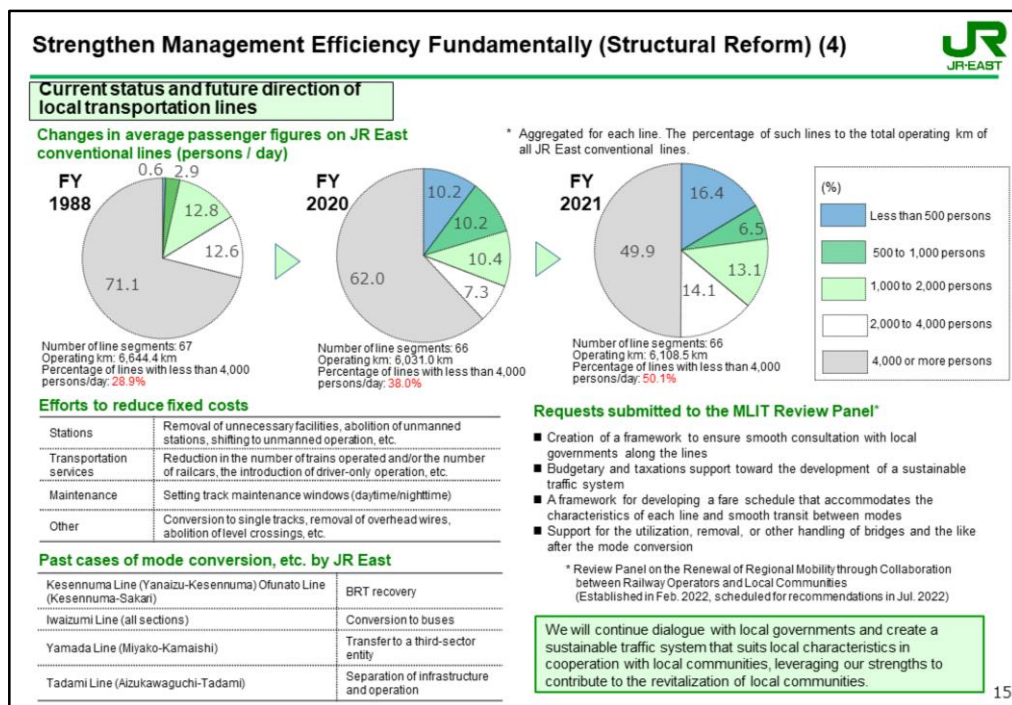 Strengthen Management Efficiency Fundamentally (Structural Reform) (4)
JR
JR-EAST
Current status and future direction of
local transportation lines
Changes in average passenger figures on JR East
conventional lines (persons / day)
* Aggregated for each line. The percentage of such lines to the total operating km of
all JR East conventional lines.
FY
1988
0.6
2.9
12.8
12.6
71.1
Number of line segments: 67
Operating km: 6,644.4 km
Percentage of lines with less than 4,000
persons/day: 28.9%
FY
2020
10.2
10.2
10.4
7.3
62.0
Number of line segments: 66
Operating km: 6,031.0 km
Percentage of lines with less than 4,000
persons/day: 38.0%
FY
2021
16.4
6.5
13.1
14.1
49.9
Number of line segments: 66
Operating km: 6,108.5 km
Percentage of lines with less than 4,000
persons/day: 50.1%
(%)
Less than 500 persons
500 to 1,000 persons
1,000 to 2,000 persons
2,000 to 4,000 persons
4,000 or more persons
Efforts to reduce fixed costs
Stations
Removal of unnecessary facilities, abolition of unmanned
stations, shifting to unmanned operation, etc.
Transportation
services
Reduction in the number of trains operated and/or the number
of railcars, the introduction of driver-only operation, etc.
Maintenance
Setting track maintenance windows (daytime/nighttime)
Other
Conversion to single tracks, removal of overhead wires,
abolition of level crossings, etc.
Past cases of mode conversion, etc. by JR East
Kesennuma Line (Yanaizu-Kesennuma) Ofunato Line
(Kesennuma-Sakari)
BRT recovery
Iwaizumi Line (all sections)
Conversion to buses
Yamada Line (Miyako-Kamaishi)
Transfer to a third-sector
entity
Tadami Line (Aizukawaguchi-Tadami)
Separation of infrastructure
and operation
Requests submitted to the MLIT Review Panel*
■ Creation of a framework to ensure smooth consultation with local
governments along the lines
■ Budgetary and taxations support toward the development of a sustainable
traffic system
■ A framework for developing a fare schedule that accommodates the
characteristics of each line and smooth transit between modes
■ Support for the utilization, removal, or other handling of bridges and the like
after the mode conversion
* Review Panel on the Renewal of Regional Mobility through Collaboration
between Railway Operators and Local Communities
(Established in Feb. 2022, scheduled for recommendations in Jul. 2022)
We will continue dialogue with local governments and create a
sustainable traffic system that suits local characteristics in
cooperation with local communities, leveraging our strengths to
contribute to the revitalization of local communities.
15